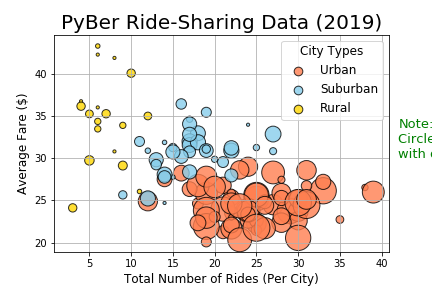 PyBer Ride-Sharing Data (2019)
City Types
Urban
Suburban
Rural
Note:
Circle
with
Average Fare ($)
40
35
30
25
20
5
10
15
20
25
30
35
40
Total Number of Rides (Per City)